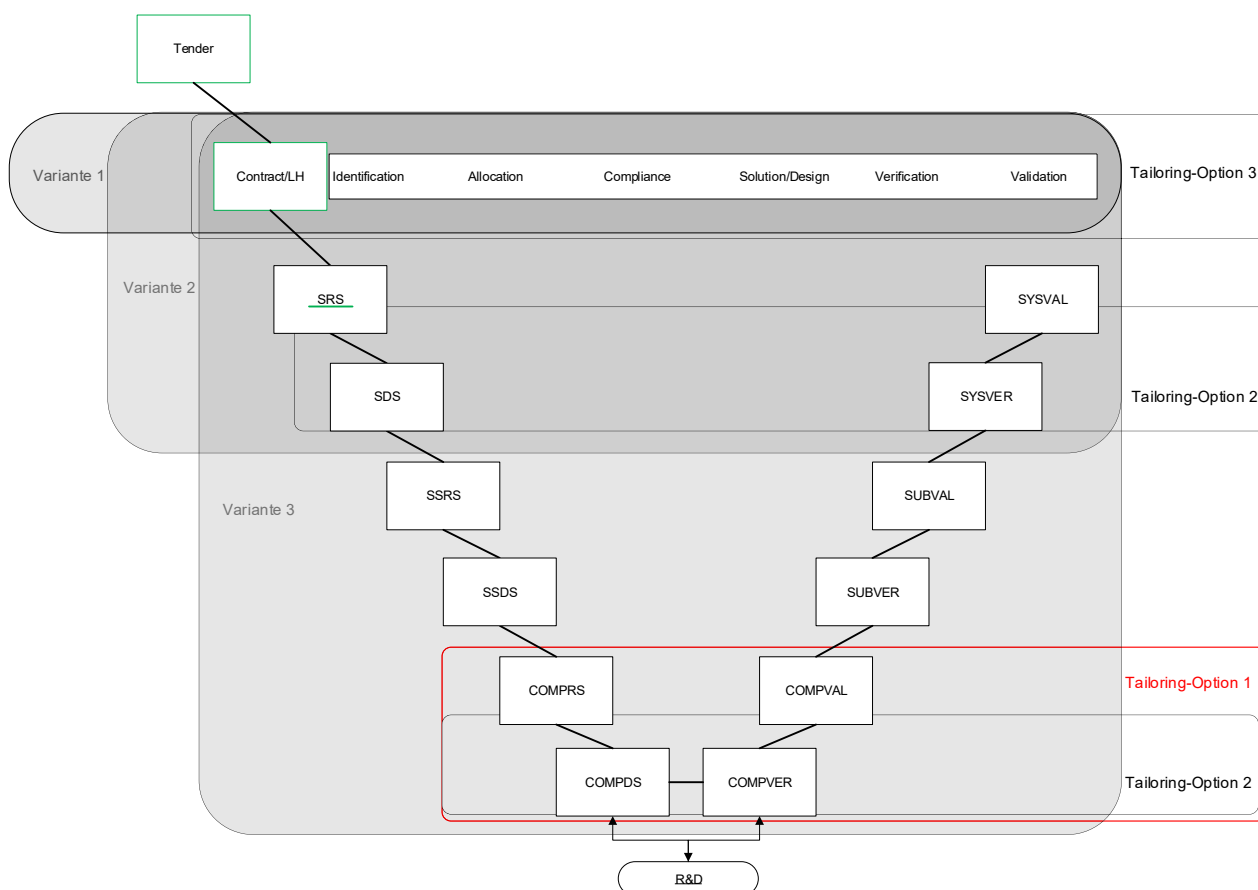 Tender
Variante 1
Contract/LH
Identification
Allocation
Compliance
Solution/Design
Verification
Validation
Tailoring-Option 3
Variante 2
SRS
SYSVAL
SDS
SYSVER
Tailoring-Option 2
SSRS
SUBVAL
Variante 3
SSDS
SUBVER
COMPRS
COMPVAL
Tailoring-Option 1
COMPDS
COMPVER
Tailoring-Option 2
R&D